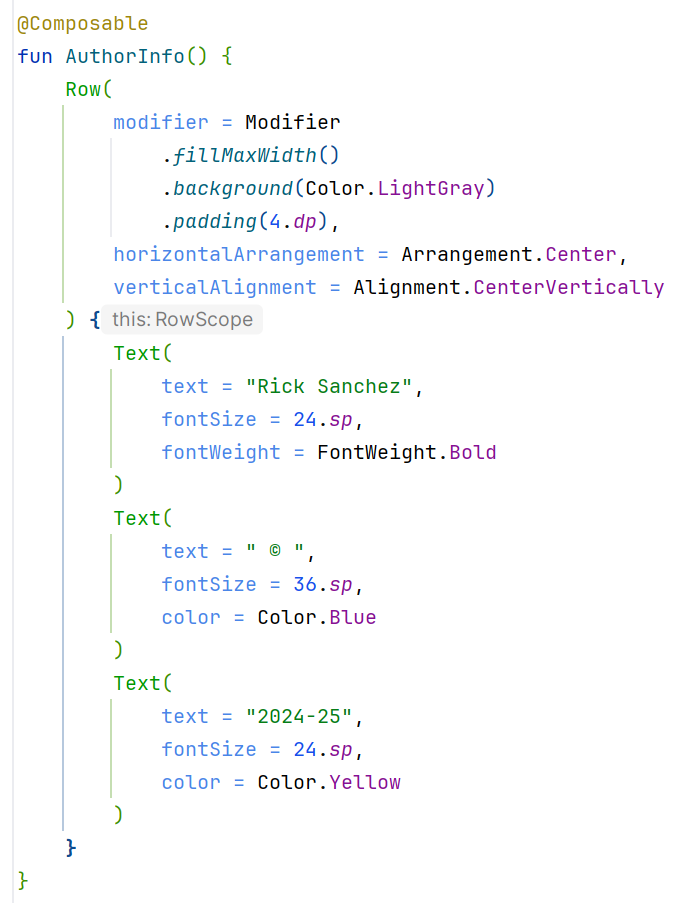 @Composable
fun AuthorInfo() {
    Row(
        modifier = Modifier
            .fillMaxWidth()
            .background(Color.LightGray)
            .padding(4.dp),
        horizontalArrangement = Arrangement.Center,
        verticalAlignment = Alignment.CenterVertically
    ) { this: RowScope
        Text(
            text = "Rick Sanchez",
            fontSize = 24.sp,
            fontWeight = FontWeight.Bold
        )
        Text(
            text = " © ",
            fontSize = 36.sp,
            color = Color.Blue
        )
        Text(
            text = "2024-25",
            fontSize = 24.sp,
            color = Color.Yellow
        )
    }
}